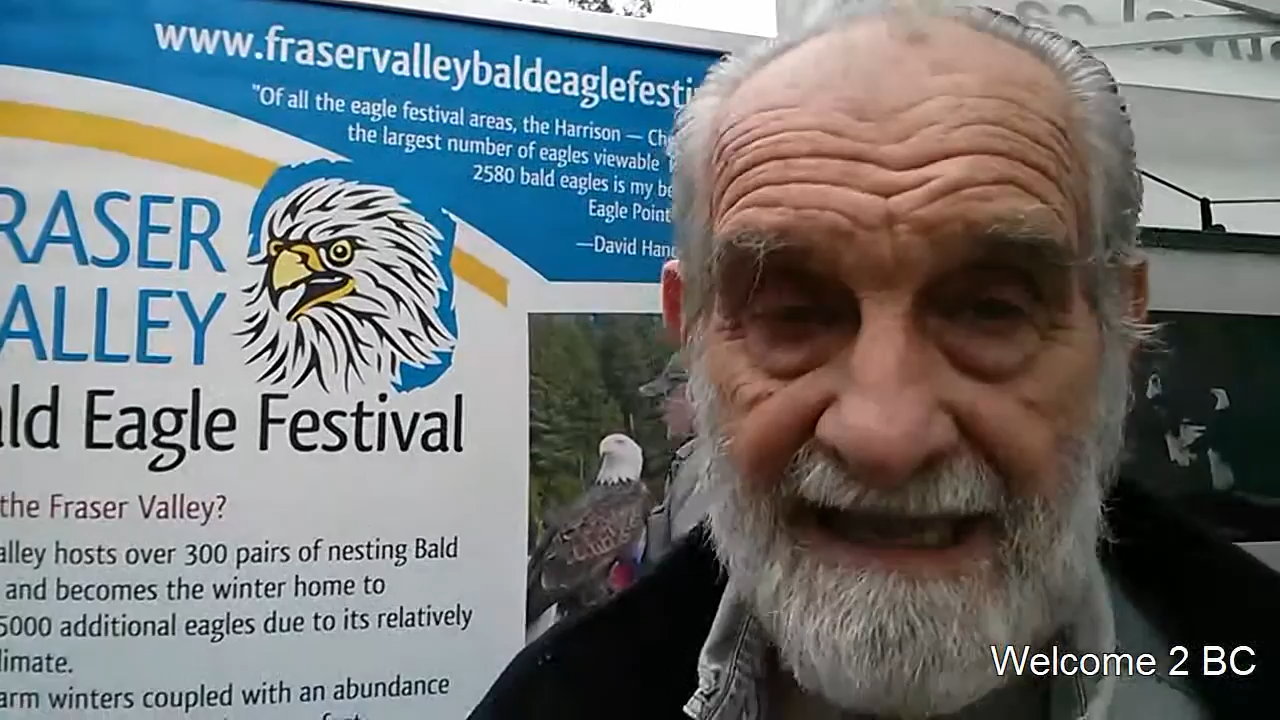 www.fraservalleybaldeaglefesti
"Of all the eagle festival areas, the Harrison — Ch
the largest number of eagles viewable
2580 bald eagles is my be
Eagle Point
—David Han
RASER
ALLEY
ald Eagle Festival
the Fraser Valley?
alley hosts over 300 pairs of nesting Bald
and becomes the winter home to
5000 additional eagles due to its relatively
limate.
arm winters coupled with an abundance
Welcome 2 BC